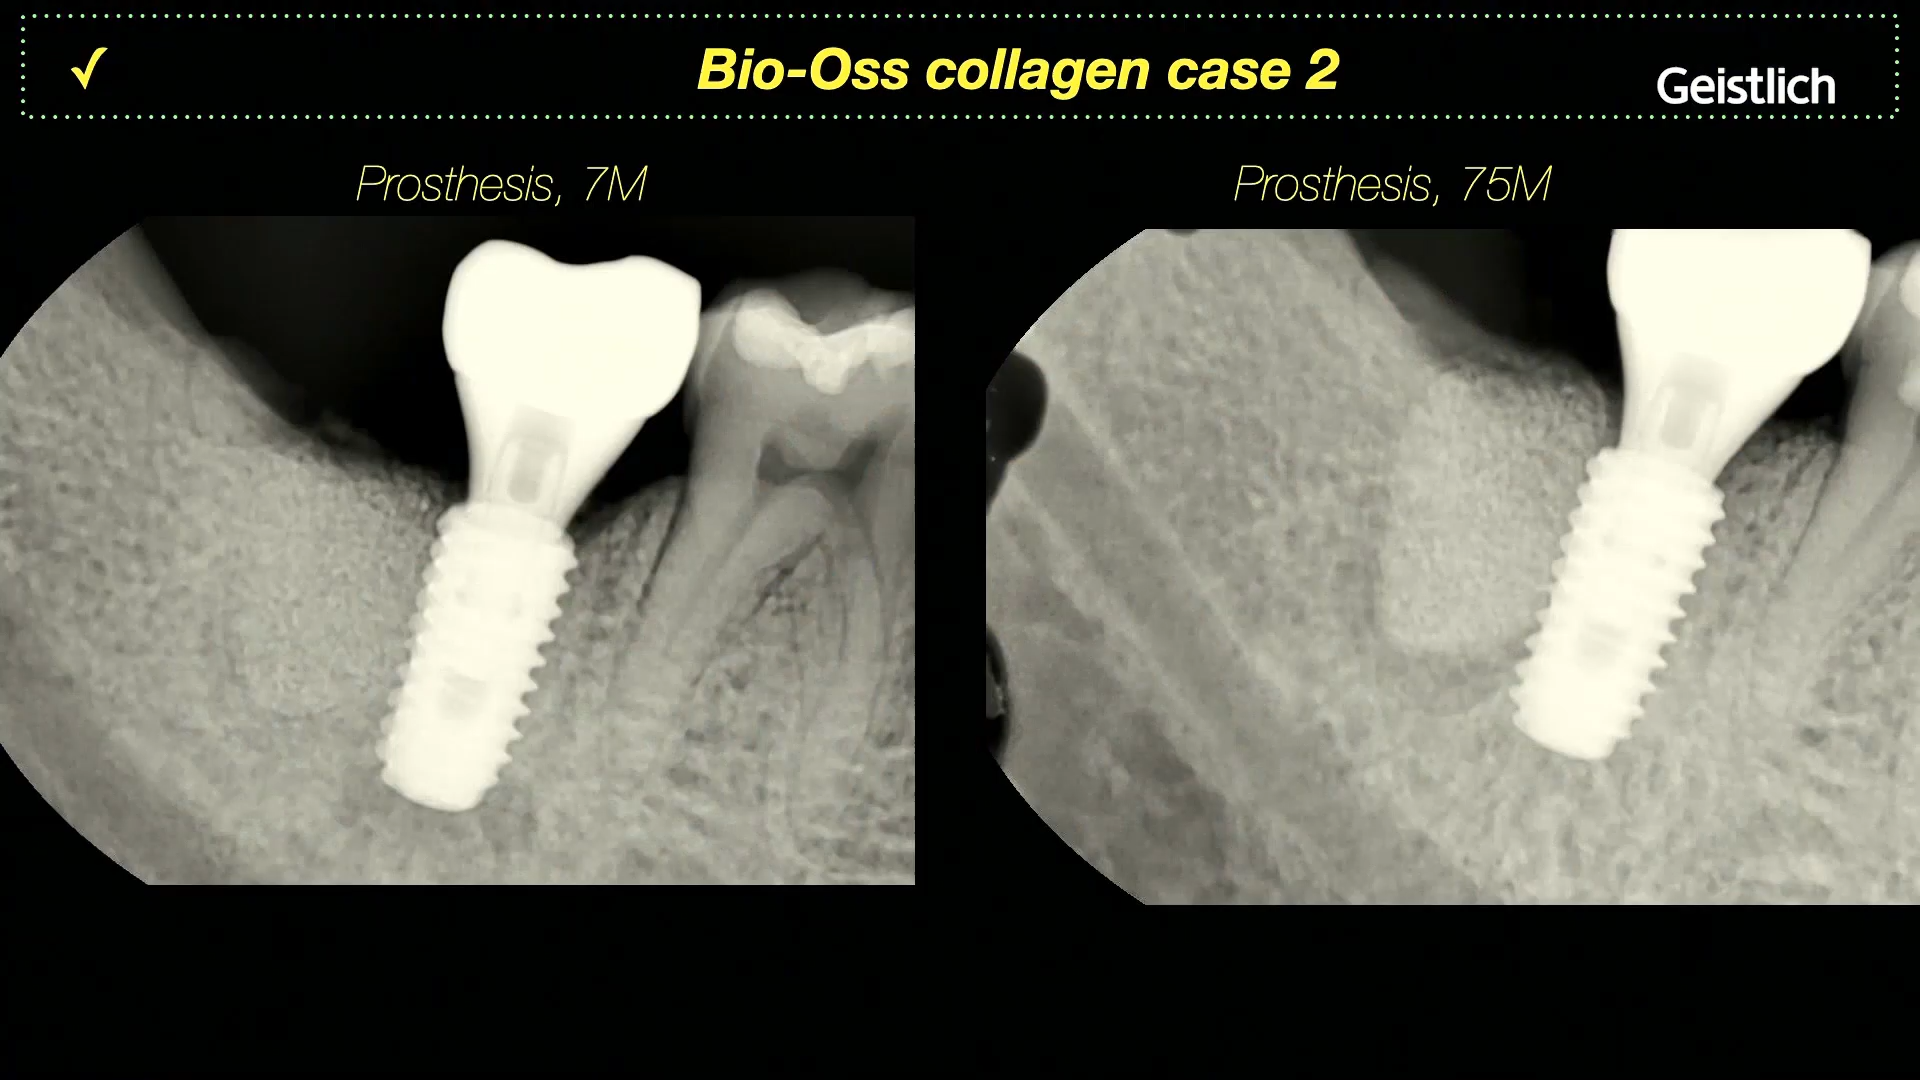 ✓ Bio-Oss collagen case 2
Geistlich
Prosthesis, 7M
Prosthesis, 75M